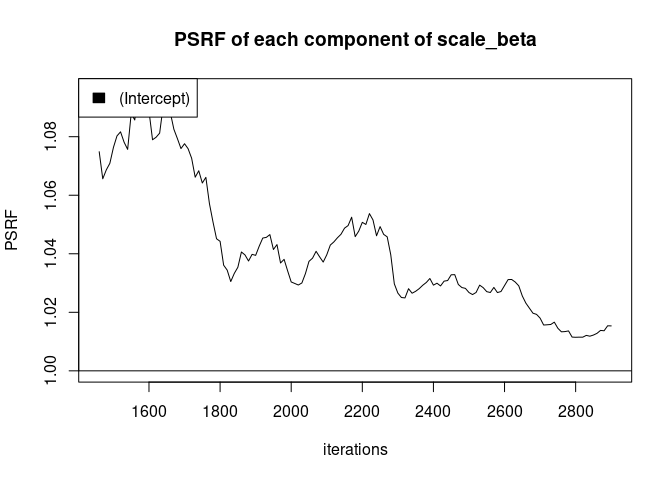 PSRF of each component of scale_beta
(Intercept)
PSRF
1.08
1.06
1.04
1.02
1.00
1600 1800 2000 2200 2400 2600 2800
iterations